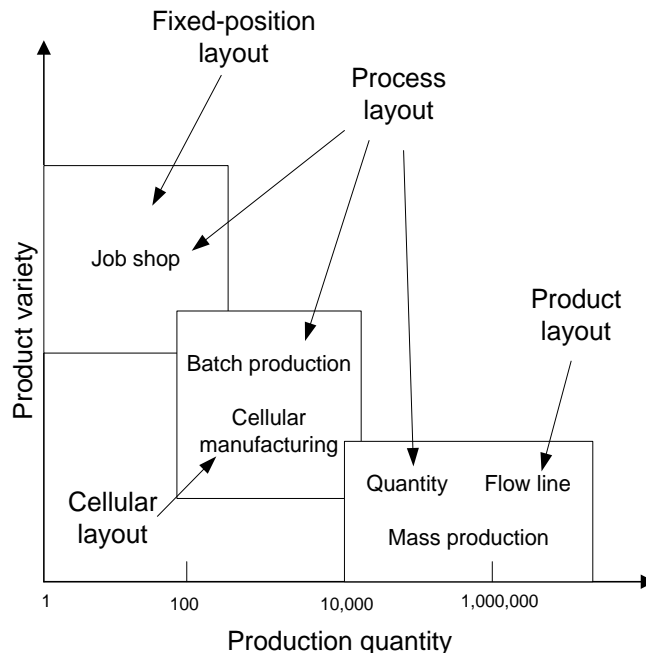 Fixed-position
layout
Process
layout
Job shop
Product
layout
Batch production
Cellular
manufacturing
Quantity
Flow line
Cellular
layout
Mass production
Product variety
1
100
10,000
1,000,000
Production quantity